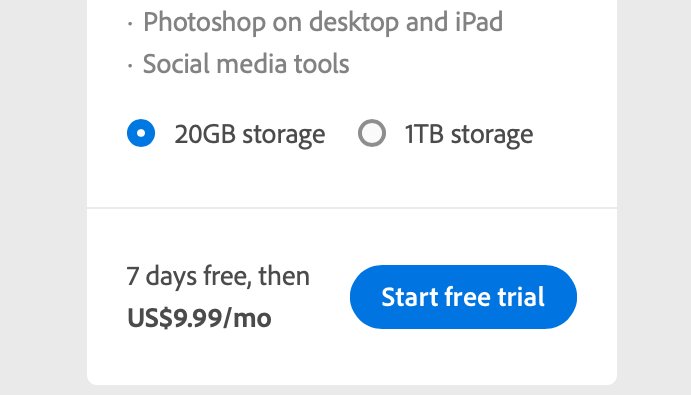 · Photoshop on desktop and iPad
· Social media tools
20GB storage 1TB storage
7 days free, then
US$9.99/mo
Start free trial